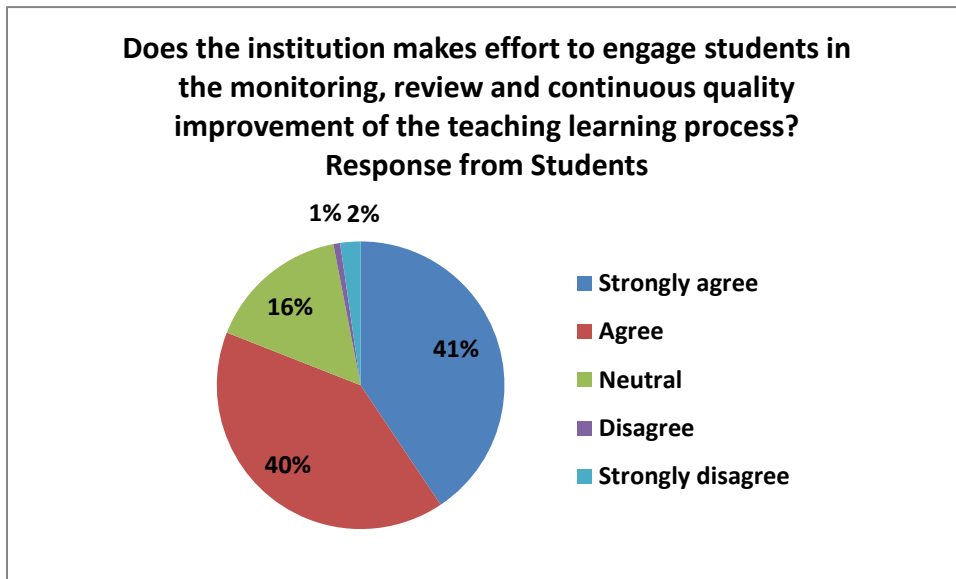 Does the institution makes effort to engage students in
the monitoring, review and continuous quality
improvement of the teaching learning process?
Response from Students
1% 2%
16%
41%
40%
Strongly agree
Agree
Neutral
Disagree
Strongly disagree